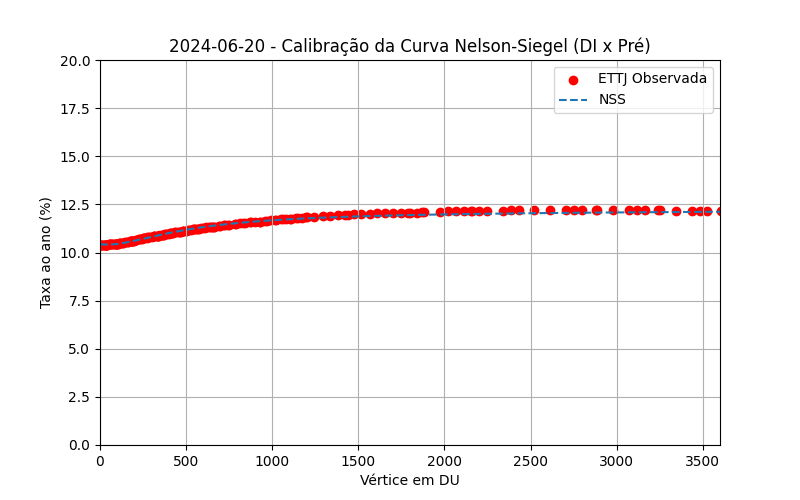 2024-06-20 - Calibração da Curva Nelson-Siegel (DI x Pré)
20.0
17.5
15.0
12.5
10.0
7.5
5.0
2.5
0.0
Taxa ao ano (%)
ETTJ Observada
NSS
0 500 1000 1500 2000 2500 3000 3500
Vértice em DU